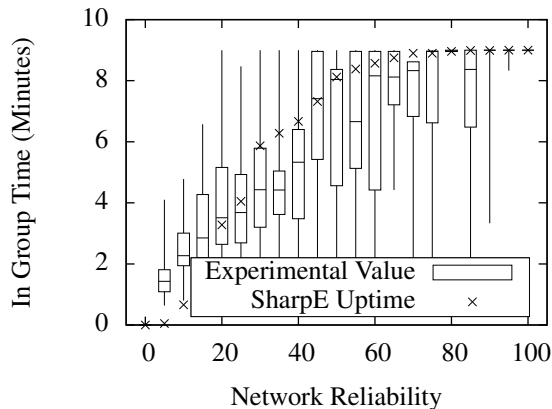 In Group Time (Minutes)
10
8
6
4
2
0
Experimental Value
SharpE Uptime
0 20 40 60 80 100
Network Reliability